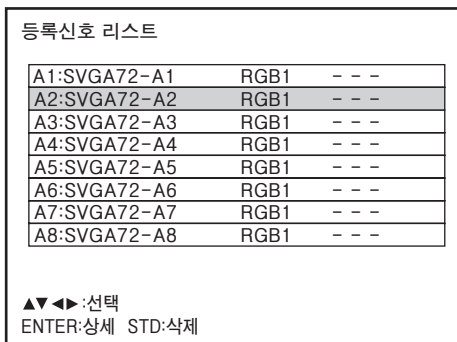 등록신호 리스트
A1:SVGA72-A1 RGB1 - - -
A2:SVGA72-A2 RGB1 - - -
A3:SVGA72-A3 RGB1 - - -
A4:SVGA72-A4 RGB1 - - -
A5:SVGA72-A5 RGB1 - - -
A6:SVGA72-A6 RGB1 - - -
A7:SVGA72-A7 RGB1 - - -
A8:SVGA72-A8 RGB1 - - -
▲▼◀▶:선택
ENTER:상세 STD:삭제